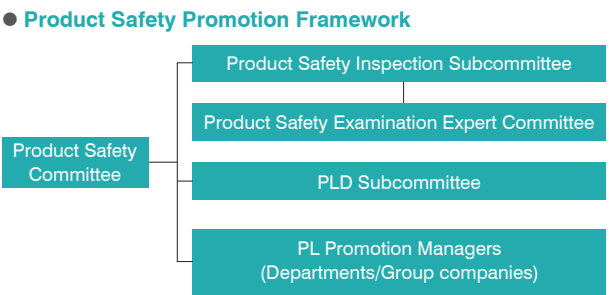 ● Product Safety Promotion Framework
Product Safety Inspection Subcommittee
Product Safety Examination Expert Committee
Product Safety
Committee
PLD Subcommittee
PL Promotion Managers
(Departments/Group companies)